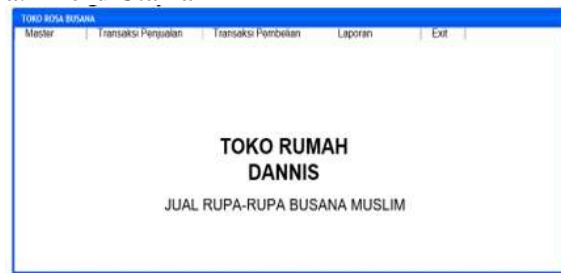 TOKO ROSA BUSANA
Master Transaksi Penjualan Transaksi Pembelian Laporan Exit
TOKO RUMAH
DANNIS
JUAL RUPA-RUPA BUSANA MUSLIM